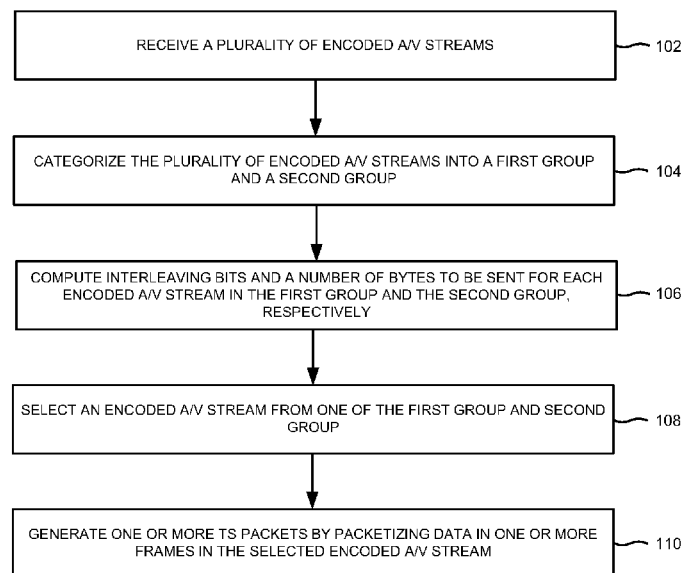 RECEIVE A PLURALITY OF ENCODED A/V STREAMS
102
CATEGORIZE THE PLURALITY OF ENCODED A/V STREAMS INTO A FIRST GROUP
AND A SECOND GROUP
104
COMPUTE INTERLEAVING BITS AND A NUMBER OF BYTES TO BE SENT FOR EACH
ENCODED A/V STREAM IN THE FIRST GROUP AND THE SECOND GROUP,
RESPECTIVELY
106
SELECT AN ENCODED A/V STREAM FROM ONE OF THE FIRST GROUP AND SECOND
GROUP
108
GENERATE ONE OR MORE TS PACKETS BY PACKETIZING DATA IN ONE OR MORE
FRAMES IN THE SELECTED ENCODED A/V STREAM
110